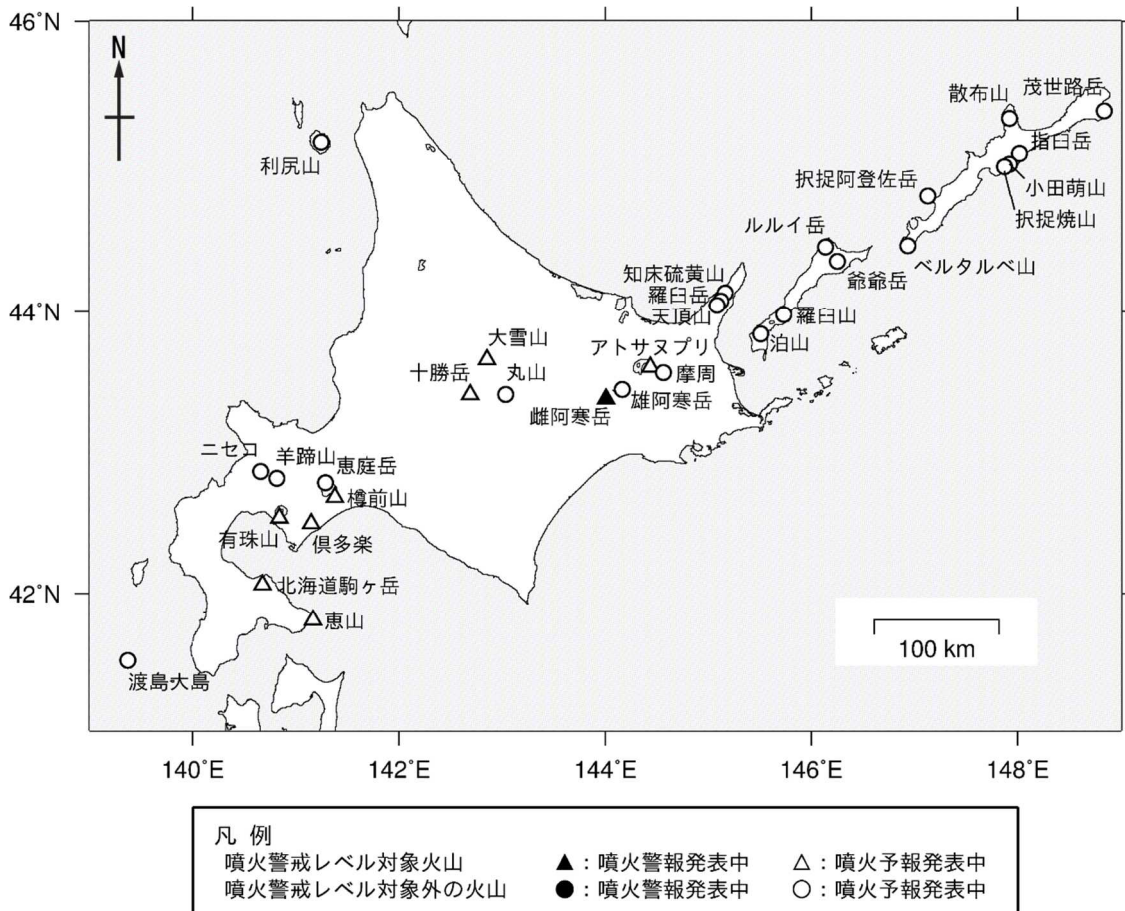 46°N
N
茂世路岳
散布山
指臼岳
利尻山
小田萌山
択捉阿登佐岳
択捉焼山
ルルイ岳
ベルタルベ山
知床硫黄山
爺爺岳
羅臼岳
44°N
天頂山
羅臼山
大雪山
泊山
アトサヌプリ
十勝岳
丸山
摩周
雄阿寒岳
雌阿寒岳
ニセコ
羊蹄山
恵庭岳
樽前山
有珠山
倶多楽
42°N
北海道駒ヶ岳
恵山
100 km
渡島大島
140°E 142°E 144°E 146°E 148°E
凡 例
噴火警戒レベル対象火山 ▲：噴火警報発表中 △：噴火予報発表中
噴火警戒レベル対象外の火山 ●：噴火警報発表中 ○：噴火予報発表中